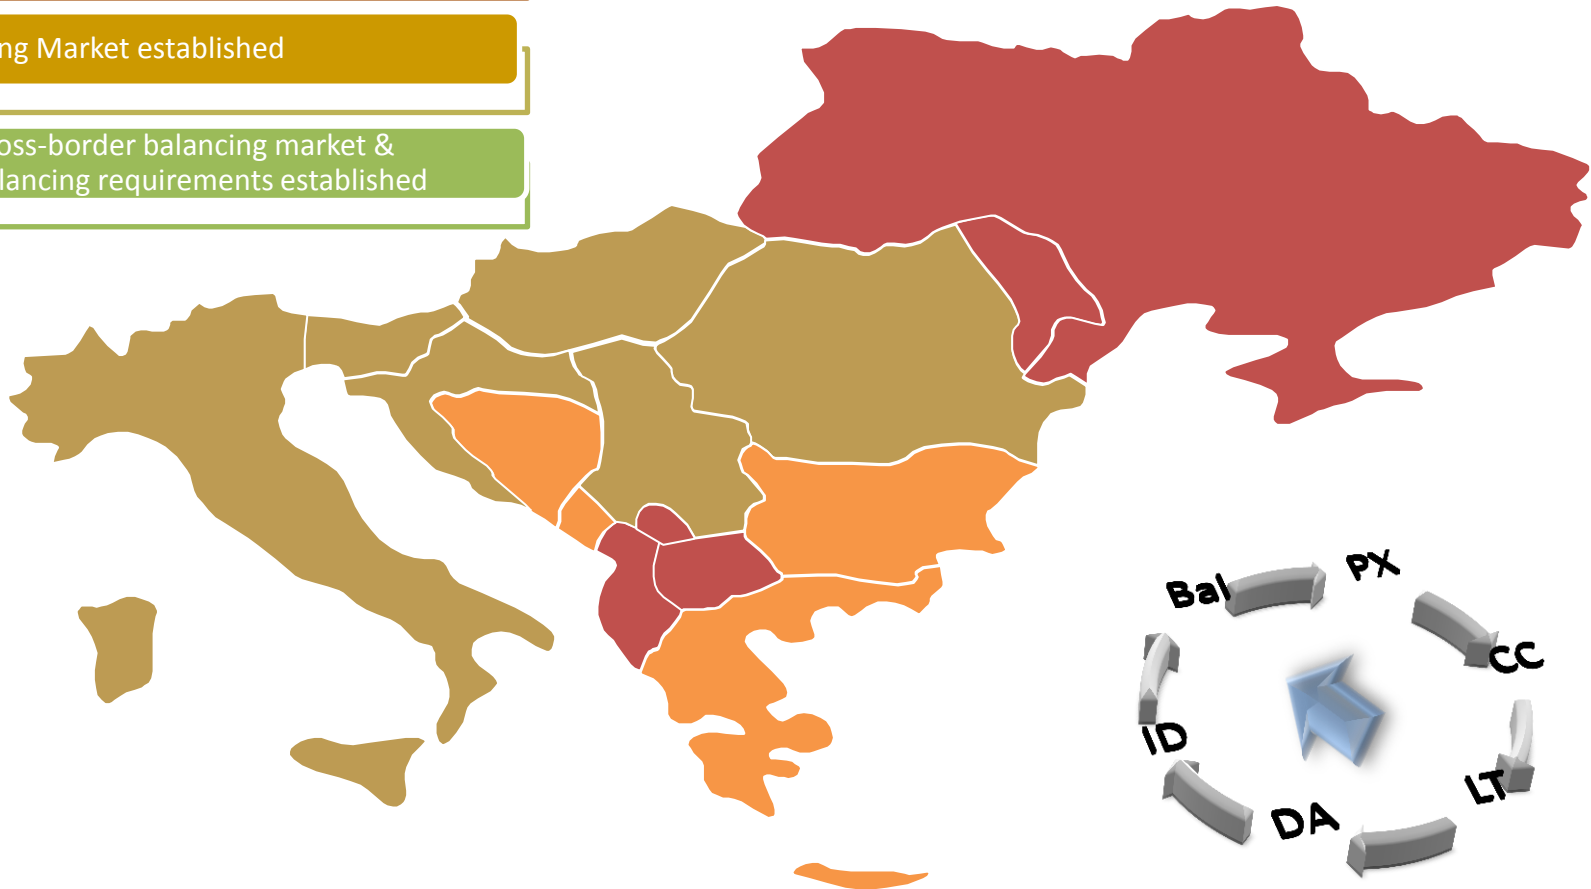 ng Market established
oss-border balancing market &
lancing requirements established
PX
Bal
CC
ID
LT
DA